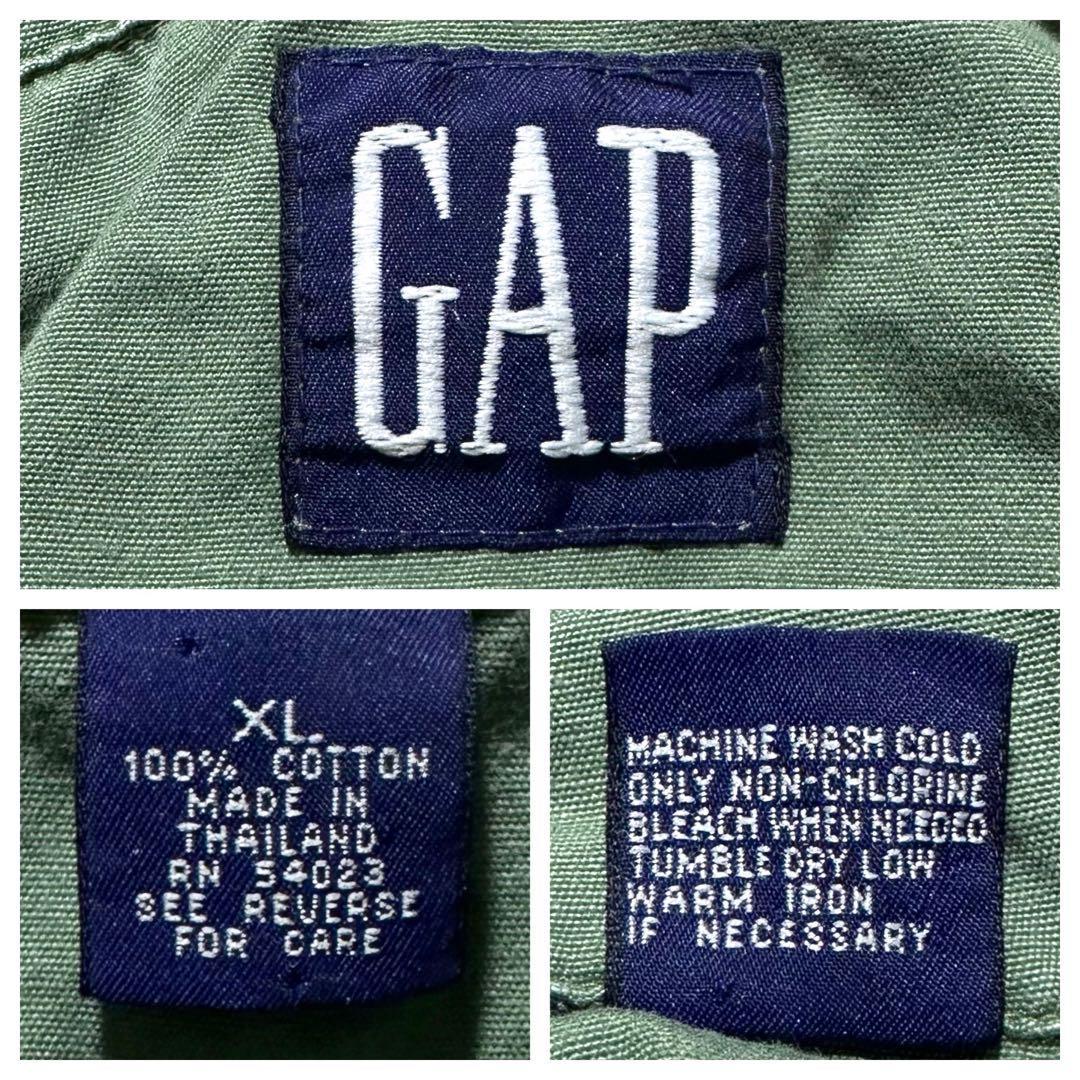 GAP
XL.
100% COTTON
MADE IN
THAILAND
RN 54023
SEE REVERSE
FOR CARE
MACHINE WASH COLD
ONLY NON-CHLORINE
BLEACH WHEN NEEDED
TUMBLE DRY LOW
WARM IRON
IF NECESSARY